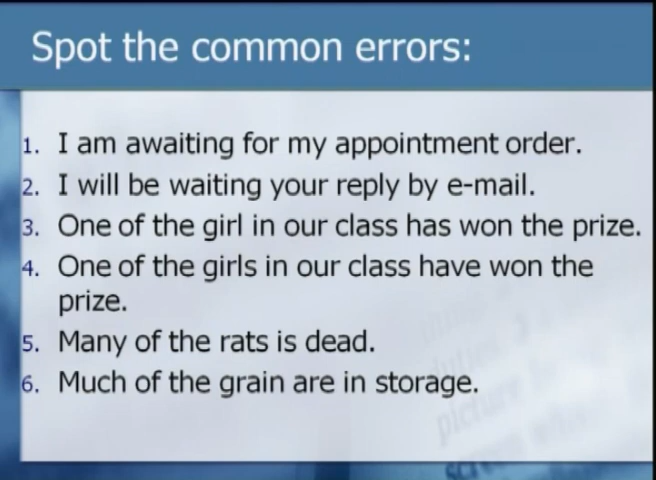 Spot the common errors:
1. I am awaiting for my appointment order.
2. I will be waiting your reply by e-mail.
3. One of the girl in our class has won the prize.
4. One of the girls in our class have won the
prize.
5. Many of the rats is dead.
6. Much of the grain are in storage.